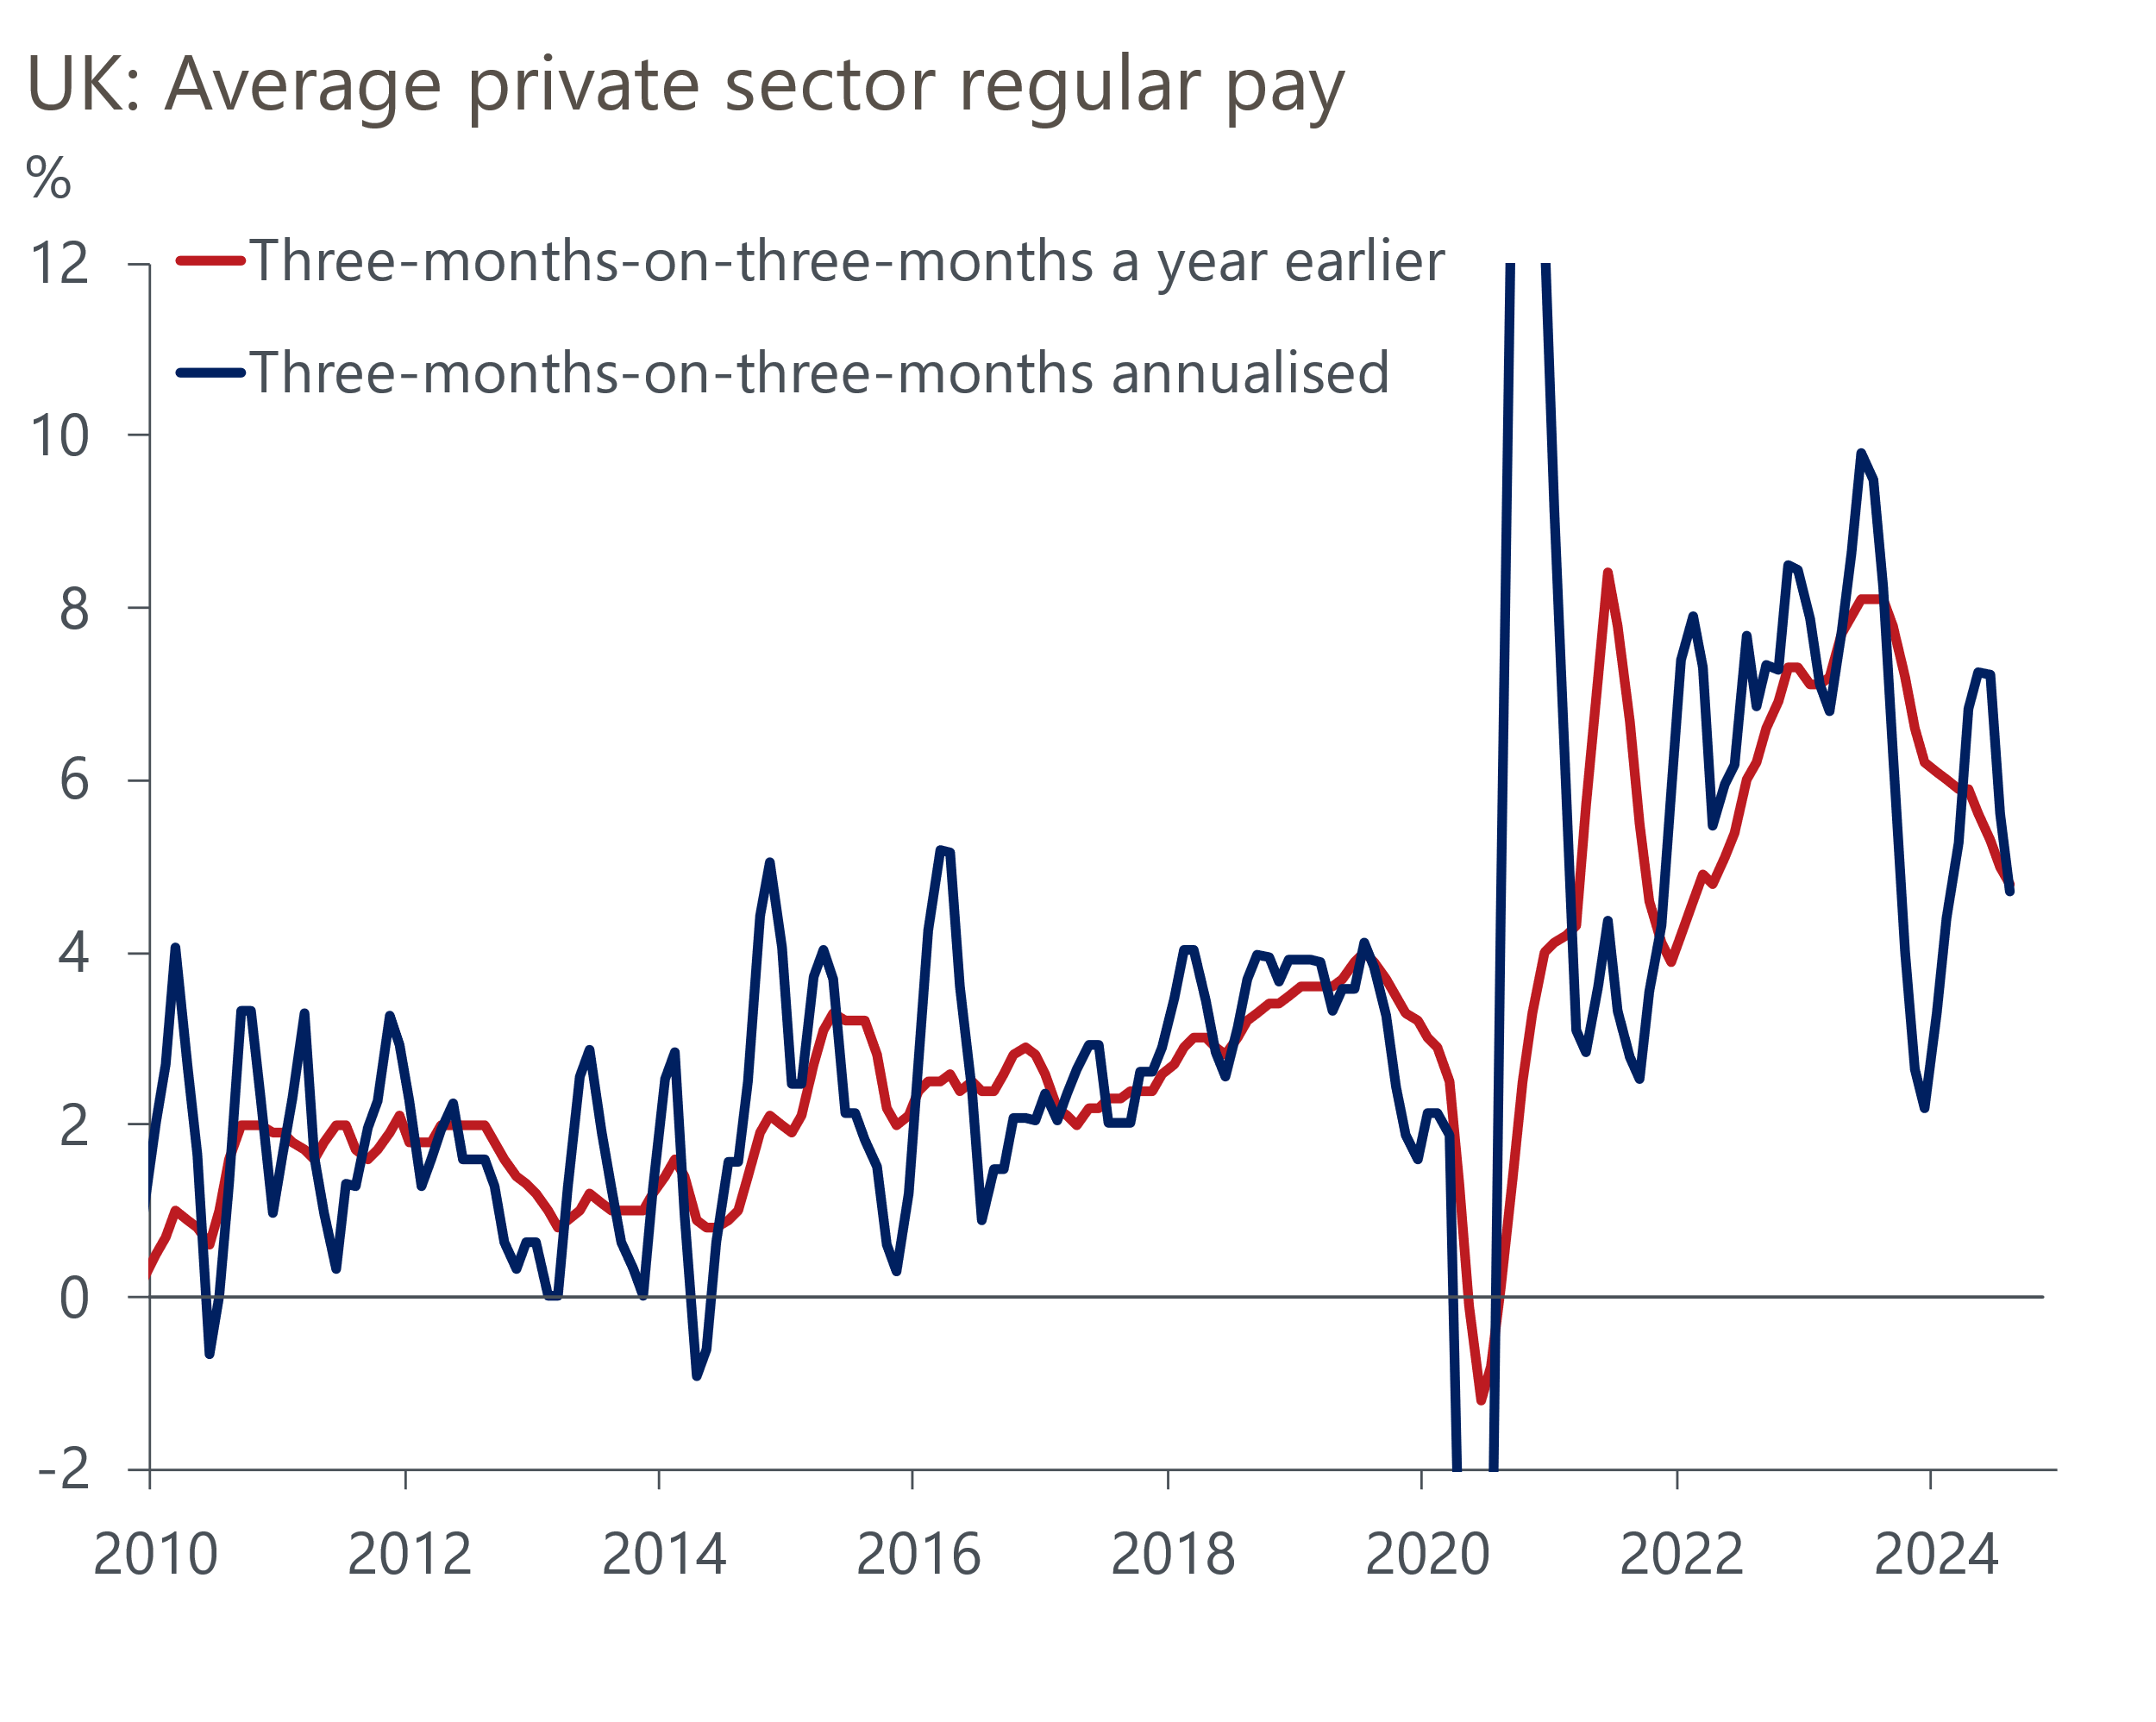 UK: Average private sector regular pay
%
12
Three-months-on-three-months a year earlier
Three-months-on-three-months annualised
10
8
6
4
2
0
-2
2010 2012 2014 2016 2018 2020 2022 2024